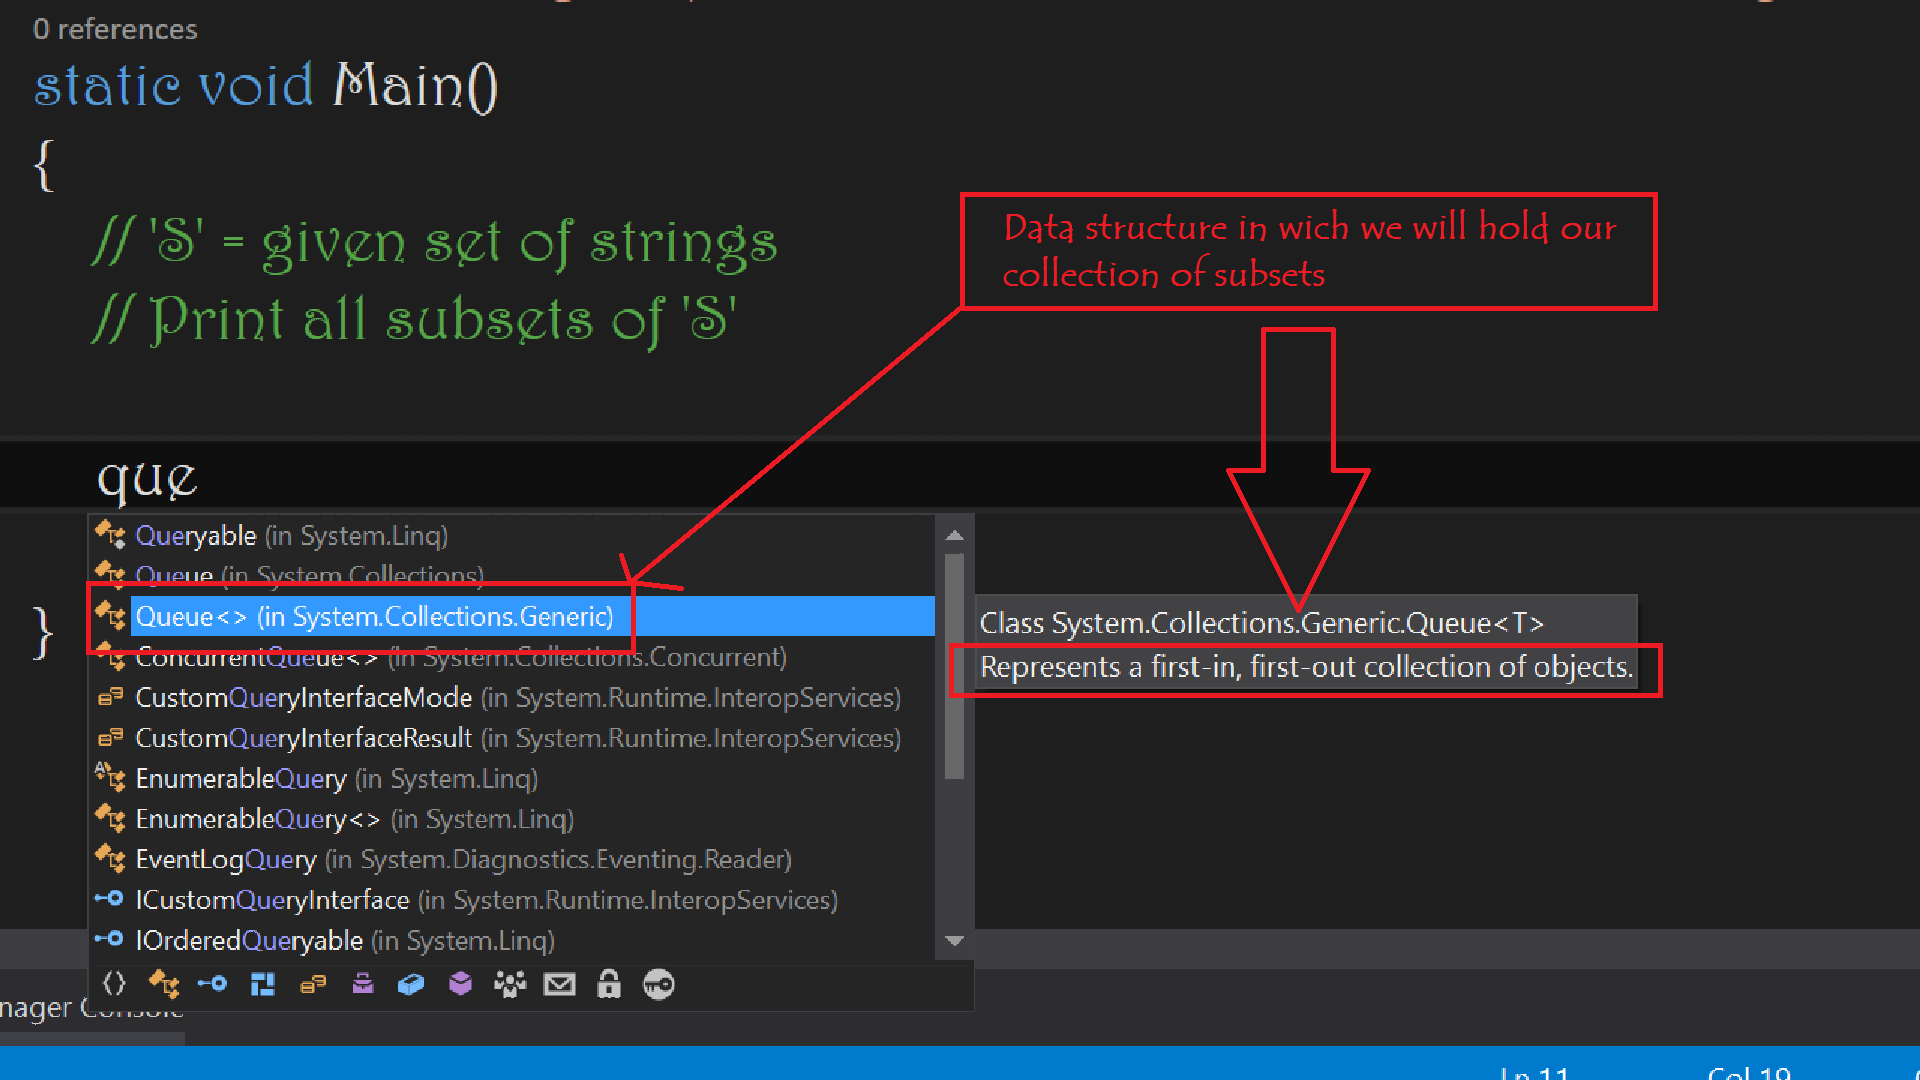 0 references
static void Main()
{
// 'S' = given set of strings
// Print all subsets of 'S'
Data structure in wich we will hold our
collection of subsets
que
Queryable (in System.Linq)
Queue (in System.Collections)
Queue<> (in System.Collections.Generic)
Class System.Collections.Generic.Queue<T>
Represents a first-in, first-out collection of objects.
ConcurrentQueue<> (in System.Collections.Concurrent)
CustomQueryInterfaceMode (in System.Runtime.InteropServices)
CustomQueryInterfaceResult (in System.Runtime.InteropServices)
EnumerableQuery (in System.Linq)
EnumerableQuery<> (in System.Linq)
EventLogQuery (in System.Diagnostics.Eventing.Reader)
ICustomQueryInterface (in System.Runtime.InteropServices)
IOrderedQueryable (in System.Linq)
}
nager Console
Ln 11 Col 19